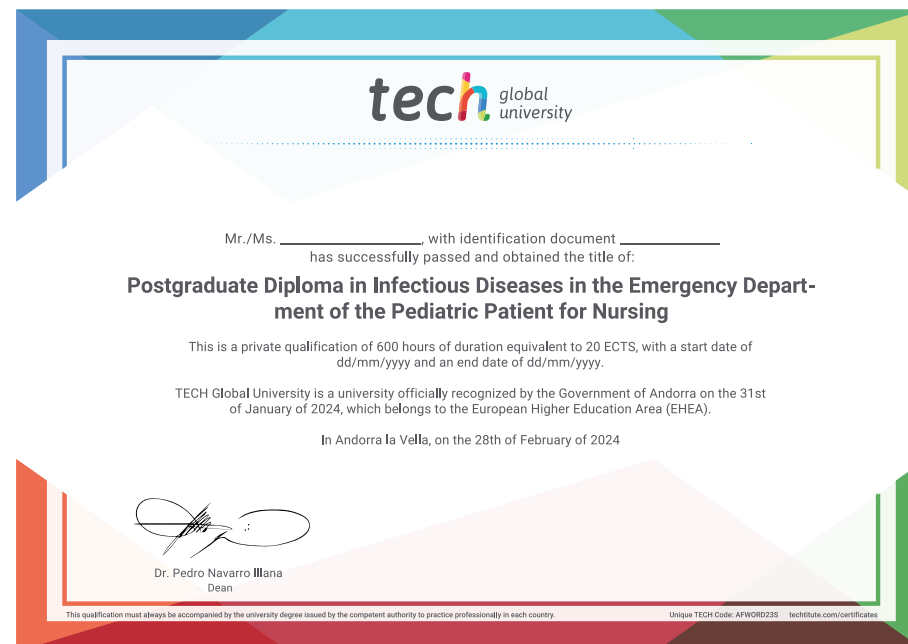 tech global university
Mr./Ms. ____________________, with identification document ______________
has successfully passed and obtained the title of:
Postgraduate Diploma in Infectious Diseases in the Emergency Depart-
ment of the Pediatric Patient for Nursing
This is a private qualification of 600 hours of duration equivalent to 20 ECTS, with a start date of
dd/mm/yyyy and an end date of dd/mm/yyyy.
TECH Global University is a university officially recognized by the Government of Andorra on the 31st
of January of 2024, which belongs to the European Higher Education Area (EHEA).
In Andorra la Vella, on the 28th of February of 2024
Dr. Pedro Navarro Illana
Dean
This qualification must always be accompanied by the university degree issued by the competent authority to practice professionally in each country.
Unique TECH Code: AFWORD23S techtitute.com/certificates